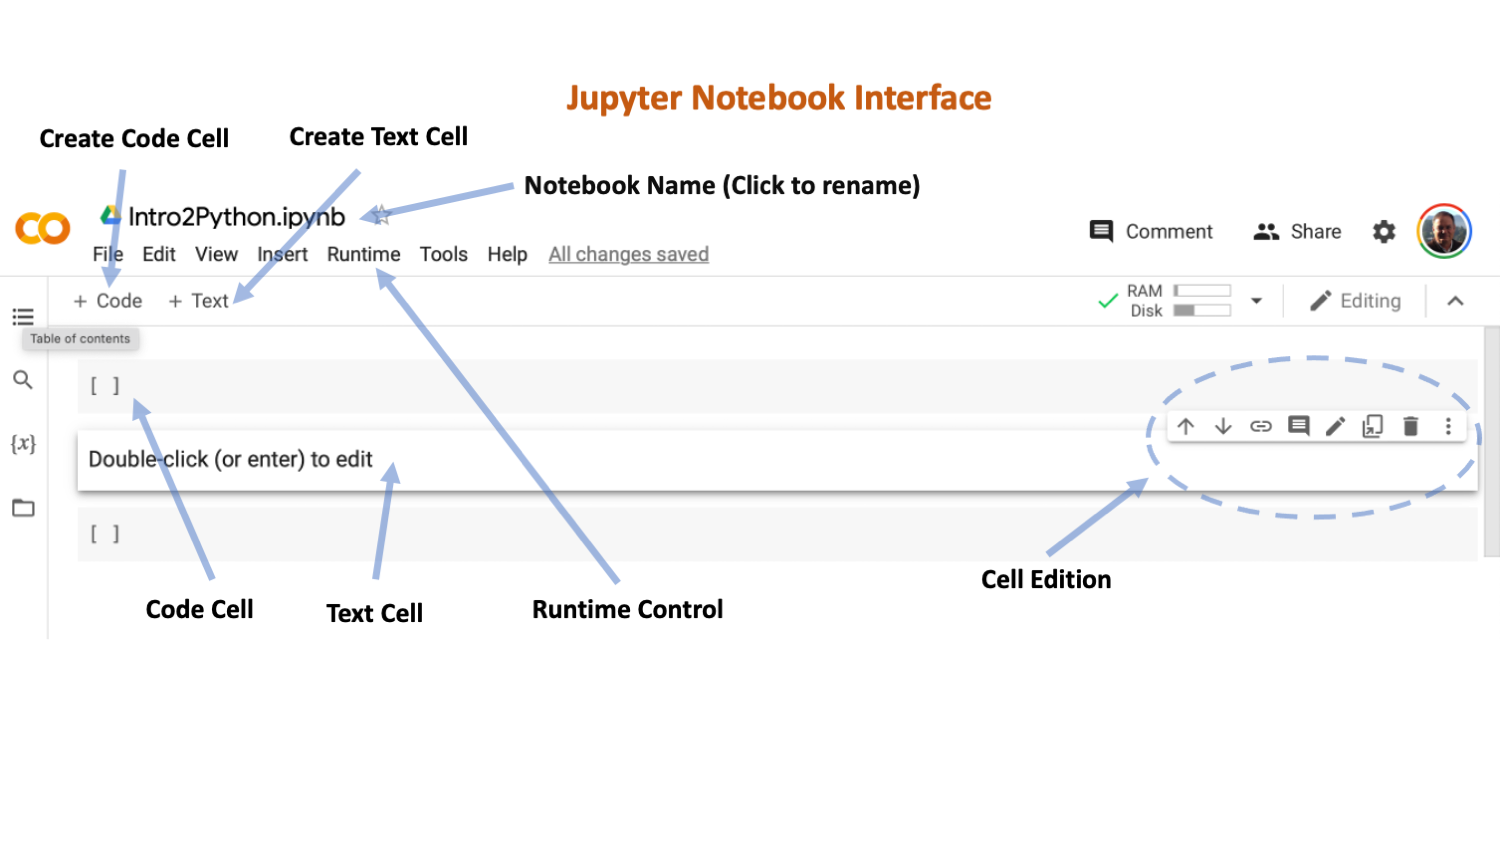 Jupyter Notebook Interface
Create Code Cell
Create Text Cell
Notebook Name (Click to rename)
CO
Intro2Python.ipynb
Comment
Share
File Edit View Insert Runtime Tools Help All changes saved
+ Code + Text
RAM
Disk
Editing
Table of contents
[ ]
{x}
Double-click (or enter) to edit
[ ]
Cell Edition
Code Cell
Text Cell
Runtime Control